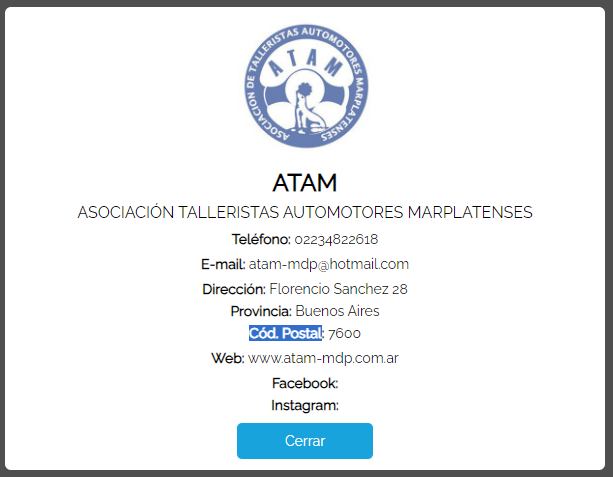 ASOCIACION DE TALLERISTAS AUTOMOTORES MARPLATENSES
ATAM
ATAM
ASOCIACIÓN TALLERISTAS AUTOMOTORES MARPLATENSES
Teléfono: 02234822618
E-mail: atam-mdp@hotmail.com
Dirección: Florencio Sanchez 28
Provincia: Buenos Aires
Cód. Postal: 7600
Web: www.atam-mdp.com.ar
Facebook:
Instagram:
Cerrar